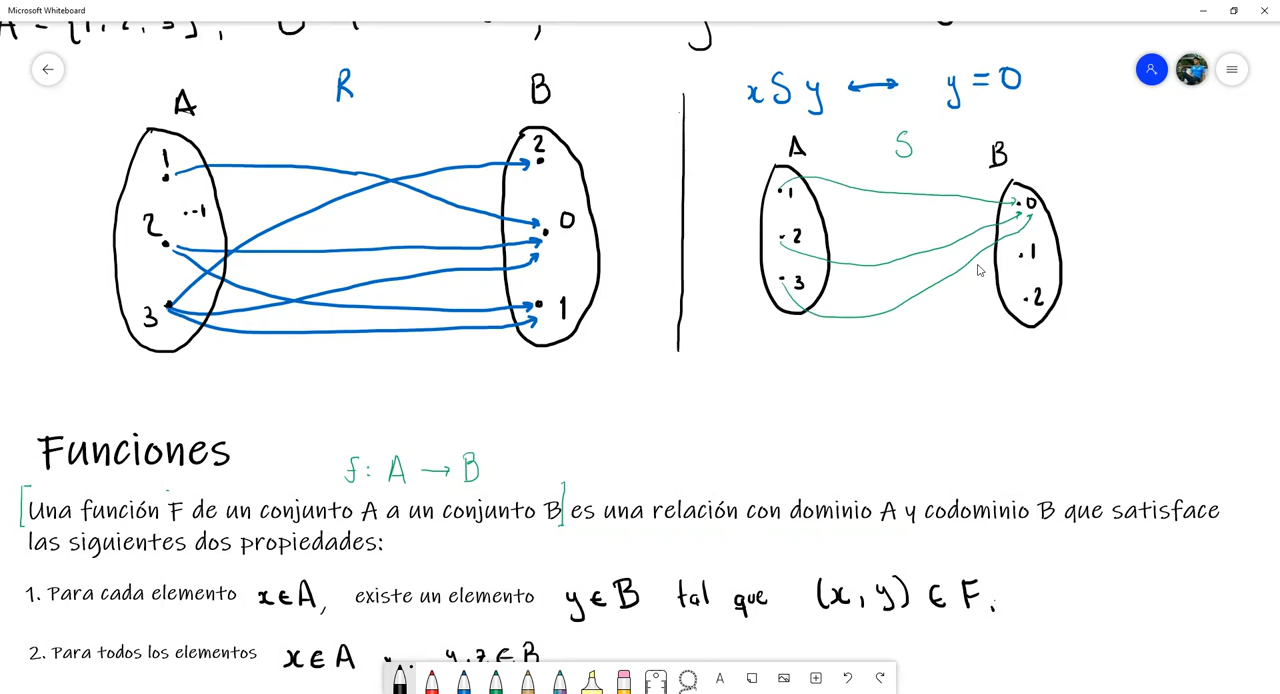 Microsoft Whiteboard
R
A
B
1
2
-1
3
2
0
1
x S y ⟷ y = 0
A
S
B
1
2
3
0
1
2
Funciones
f: A → B
[Una función F de un conjunto A a un conjunto B] es una relación con dominio A y codominio B que satisface
las siguientes dos propiedades:
1. Para cada elemento x ∈ A, existe un elemento y ∈ B tal que (x, y) ∈ F.
2. Para todos los elementos x ∈ A y y, z ∈ B
A